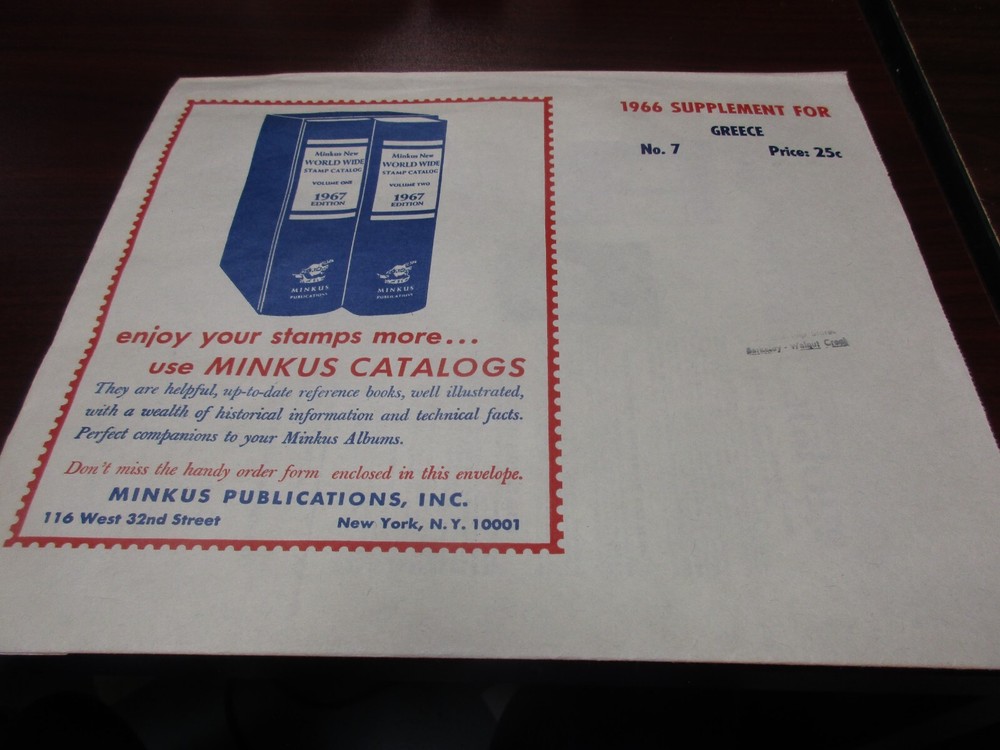 1966 SUPPLEMENT FOR
GREECE
No. 7 Price: 25c
Minkus New
WORLD WIDE
STAMP CATALOG
VOLUME ONE
1967
EDITION
MINKUS
PUBLICATIONS
Minkus New
WORLD WIDE
STAMP CATALOG
VOLUME TWO
1967
EDITION
MINKUS
PUBLICATIONS
enjoy your stamps more...
use MINKUS CATALOGS
They are helpful, up-to-date reference books, well illustrated,
with a wealth of historical information and technical facts.
Perfect companions to your Minkus Albums.
Don't miss the handy order form enclosed in this envelope.
MINKUS PUBLICATIONS, INC.
116 West 32nd Street New York, N.Y. 10001
- Walnut Creek